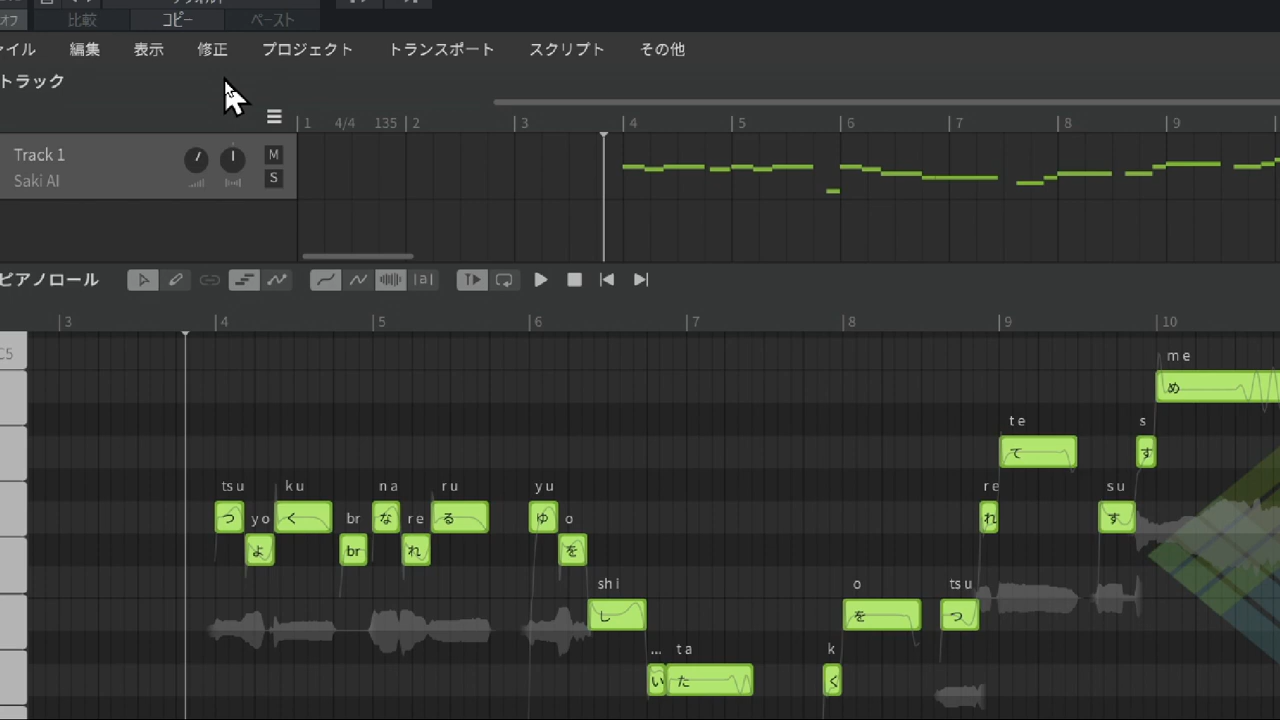 オフ 比較 コピー ペースト
ァイル 編集 表示 修正 プロジェクト トランスポート スクリプト その他
トラック
1 4/4 135 2 3 4 5 6 7 8 9
Track 1 M
Saki AI S
ピアノロール
3 4 5 6 7 8 9 10
C5
me
め
te s
て す
tsu ku na ru yu re su
つ く な る ゆ れ す
yo br re o
よ br れ を
shi o tsu
し を つ
... ta k
い た く